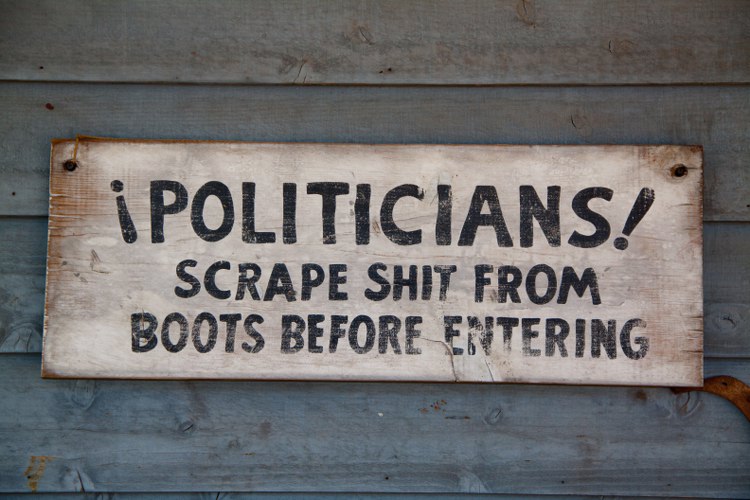 ¡POLITICIANS!
SCRAPE SHIT FROM
BOOTS BEFORE ENTERING